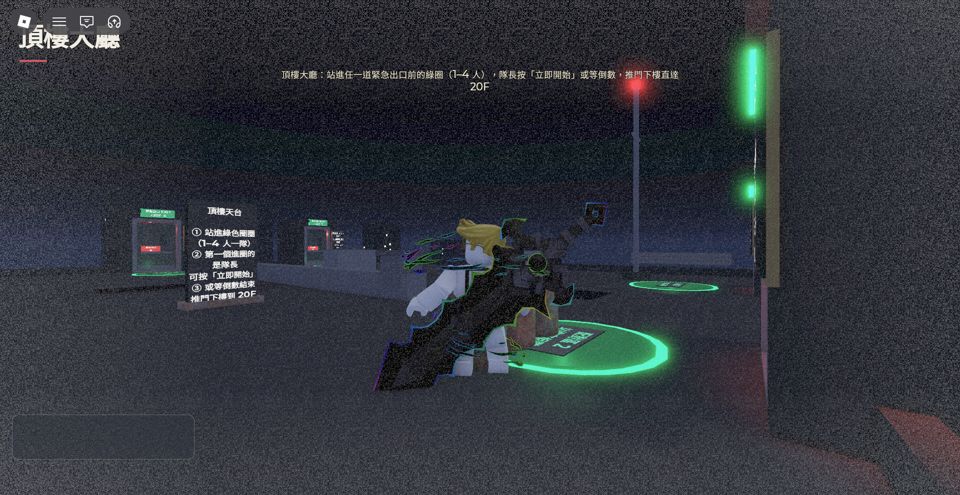 頂樓大廳
頂樓大廳：站進任一道緊急出口前的綠圈（1–4 人），隊長按「立即開始」或等倒數，推門下樓直達
20F
頂樓天台
① 站進綠色圈圈
（1–4 人一隊）
② 第一個進圈的
是隊長
可按「立即開始」
③ 或等倒數結束
推門下樓到 20F